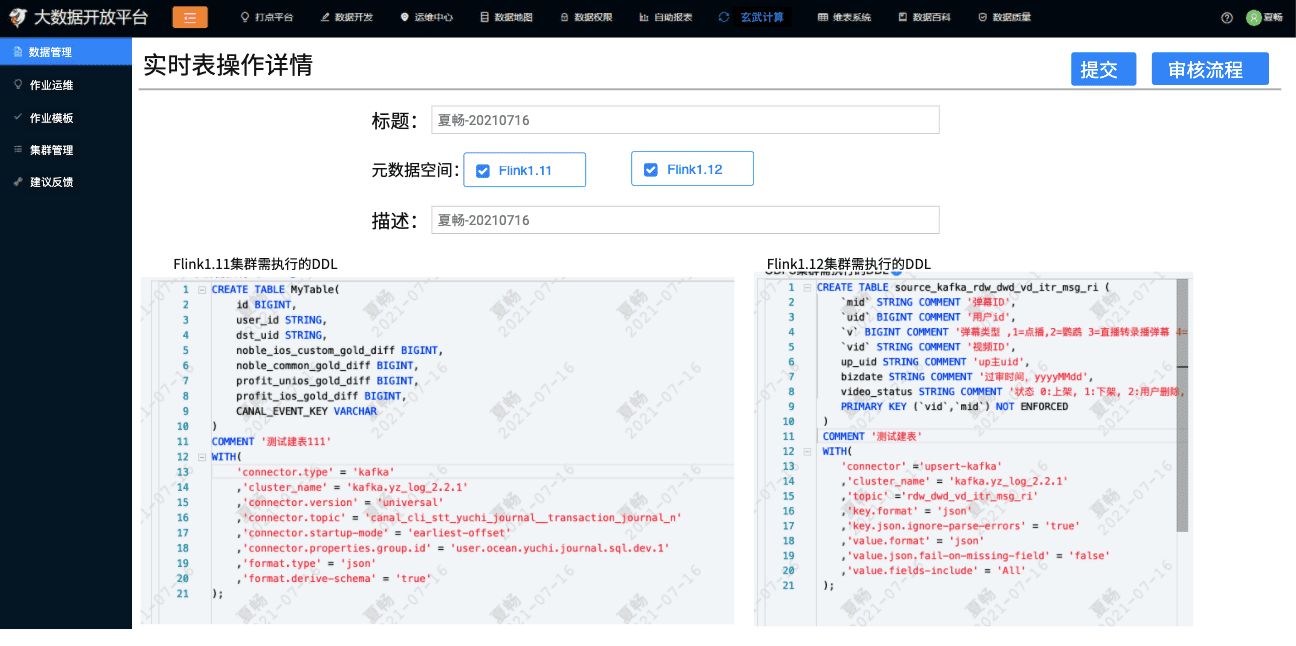 大数据开放平台
打点平台 数据开发 运维中心 数据地图 数据权限 自助报表 玄武计算 维表系统 数据百科 数据质量 夏畅
数据管理
作业运维
作业模板
集群管理
建议反馈
实时表操作详情
提交
审核流程
标题： 夏畅-20210716
元数据空间： Flink1.11 Flink1.12
描述： 夏畅-20210716
Flink1.11集群需执行的DDL
1 CREATE TABLE MyTable(
2 id BIGINT,
3 user_id STRING,
4 dst_uid STRING,
5 noble_ios_custom_gold_diff BIGINT,
6 noble_common_gold_diff BIGINT,
7 profit_unios_gold_diff BIGINT,
8 profit_ios_gold_diff BIGINT,
9 CANAL_EVENT_KEY VARCHAR
10 )
11 COMMENT '测试建表111'
12 WITH(
13 'connector.type' = 'kafka'
14 ,'cluster_name' = 'kafka.yz_log_2.2.1'
15 ,'connector.version' = 'universal'
16 ,'connector.topic' = 'canal_cli_stt_yuchi_journal__transaction_journal_n'
17 ,'connector.startup-mode' = 'earliest-offset'
18 ,'connector.properties.group.id' = 'user.ocean.yuchi.journal.sql.dev.1'
19 ,'format.type' = 'json'
20 ,'format.derive-schema' = 'true'
21 );
Flink1.12集群需执行的DDL
1 CREATE TABLE source_kafka_rdw_dwd_vd_itr_msg_ri (
2 `mid` STRING COMMENT '弹幕ID',
3 `uid` BIGINT COMMENT '用户id',
4 `v` BIGINT COMMENT '弹幕类型 ,1=点播,2=鹦鹉 3=直播转录播弹幕 4=
5 `vid` STRING COMMENT '视频ID',
6 up_uid STRING COMMENT 'up主uid',
7 bizdate STRING COMMENT '过审时间，yyyyMMdd',
8 video_status STRING COMMENT '状态 0:上架, 1:下架, 2:用户删除,
9 PRIMARY KEY (`vid`,`mid`) NOT ENFORCED
10 )
11 COMMENT '测试建表'
12 WITH(
13 'connector' ='upsert-kafka'
14 ,'cluster_name' = 'kafka.yz_log_2.2.1'
15 ,'topic' ='rdw_dwd_vd_itr_msg_ri'
16 ,'key.format' = 'json'
17 ,'key.json.ignore-parse-errors' = 'true'
18 ,'value.format' = 'json'
19 ,'value.json.fail-on-missing-field' = 'false'
20 ,'value.fields-include' = 'All'
21 );
夏畅
2021-07-16